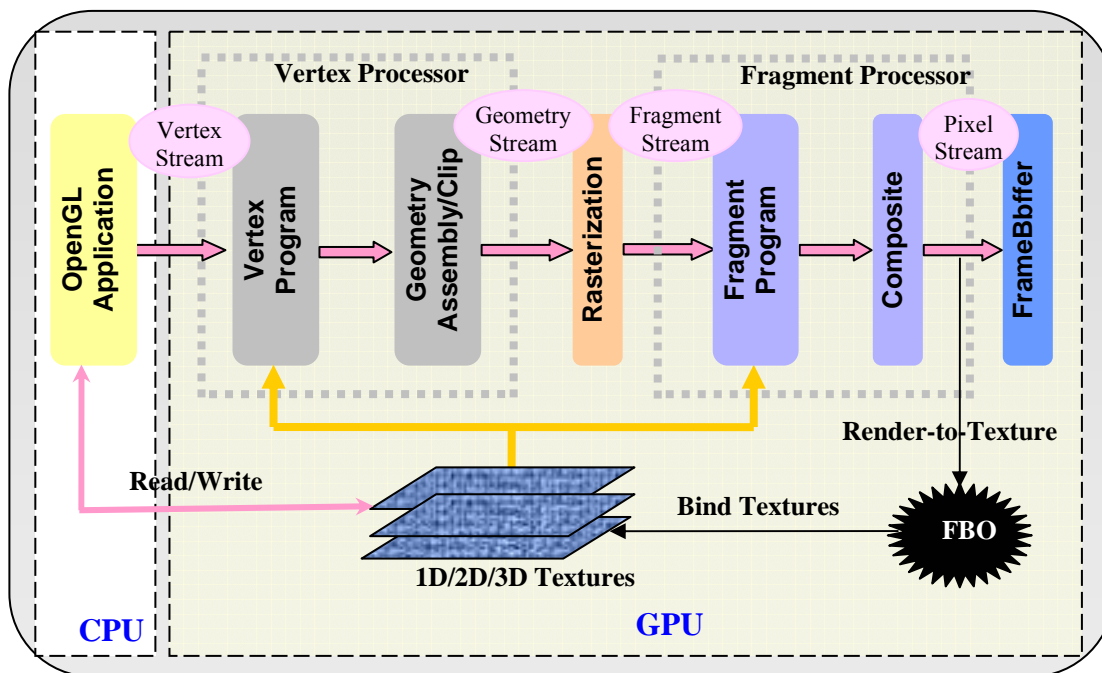 Vertex Processor
Fragment Processor
Vertex
Stream
Geometry
Stream
Fragment
Stream
Pixel
Stream
OpenGL
Application
Vertex
Program
Geometry
Assembly/Clip
Rasterization
Fragment
Program
Composite
FrameBbffer
Render-to-Texture
Read/Write
Bind Textures
FBO
1D/2D/3D Textures
CPU
GPU